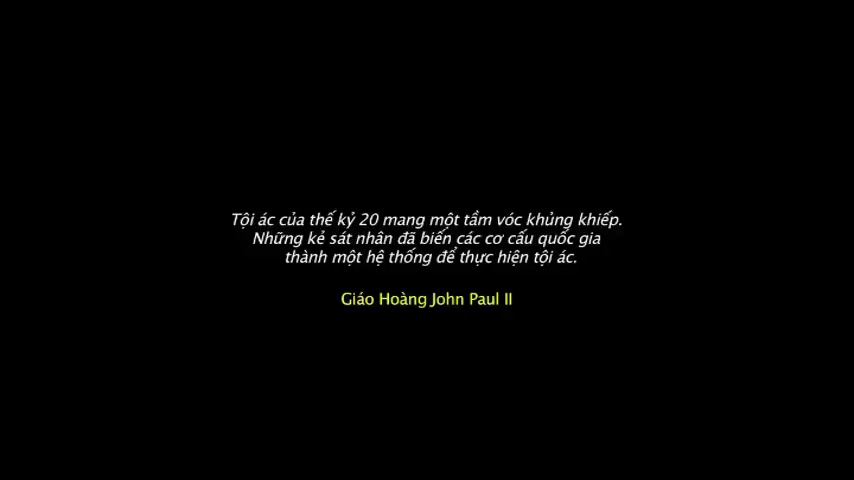 Tội ác của thế kỷ 20 mang một tầm vóc khủng khiếp.
Những kẻ sát nhân đã biến các cơ cấu quốc gia
thành một hệ thống để thực hiện tội ác.
Giáo Hoàng John Paul II